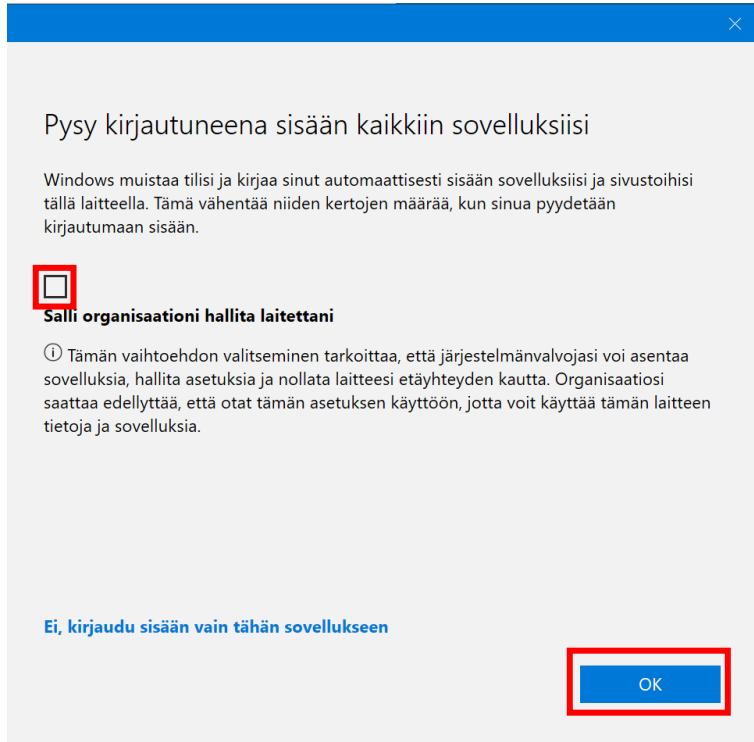 Pysy kirjautuneena sisään kaikkiin sovelluksiisi
Windows muistaa tilisi ja kirjaa sinut automaattisesti sisään sovelluksiisi ja sivustoihisi
tällä laitteella. Tämä vähentää niiden kertojen määrää, kun sinua pyydetään
kirjautumaan sisään.
Salli organisaationi hallita laitettani
Tämän vaihtoehdon valitseminen tarkoittaa, että järjestelmänvalvojasi voi asentaa
sovelluksia, hallita asetuksia ja nollata laitteesi etäyhteyden kautta. Organisaatiosi
saattaa edellyttää, että otat tämän asetuksen käyttöön, jotta voit käyttää tämän laitteen
tietoja ja sovelluksia.
Ei, kirjaudu sisään vain tähän sovellukseen
OK